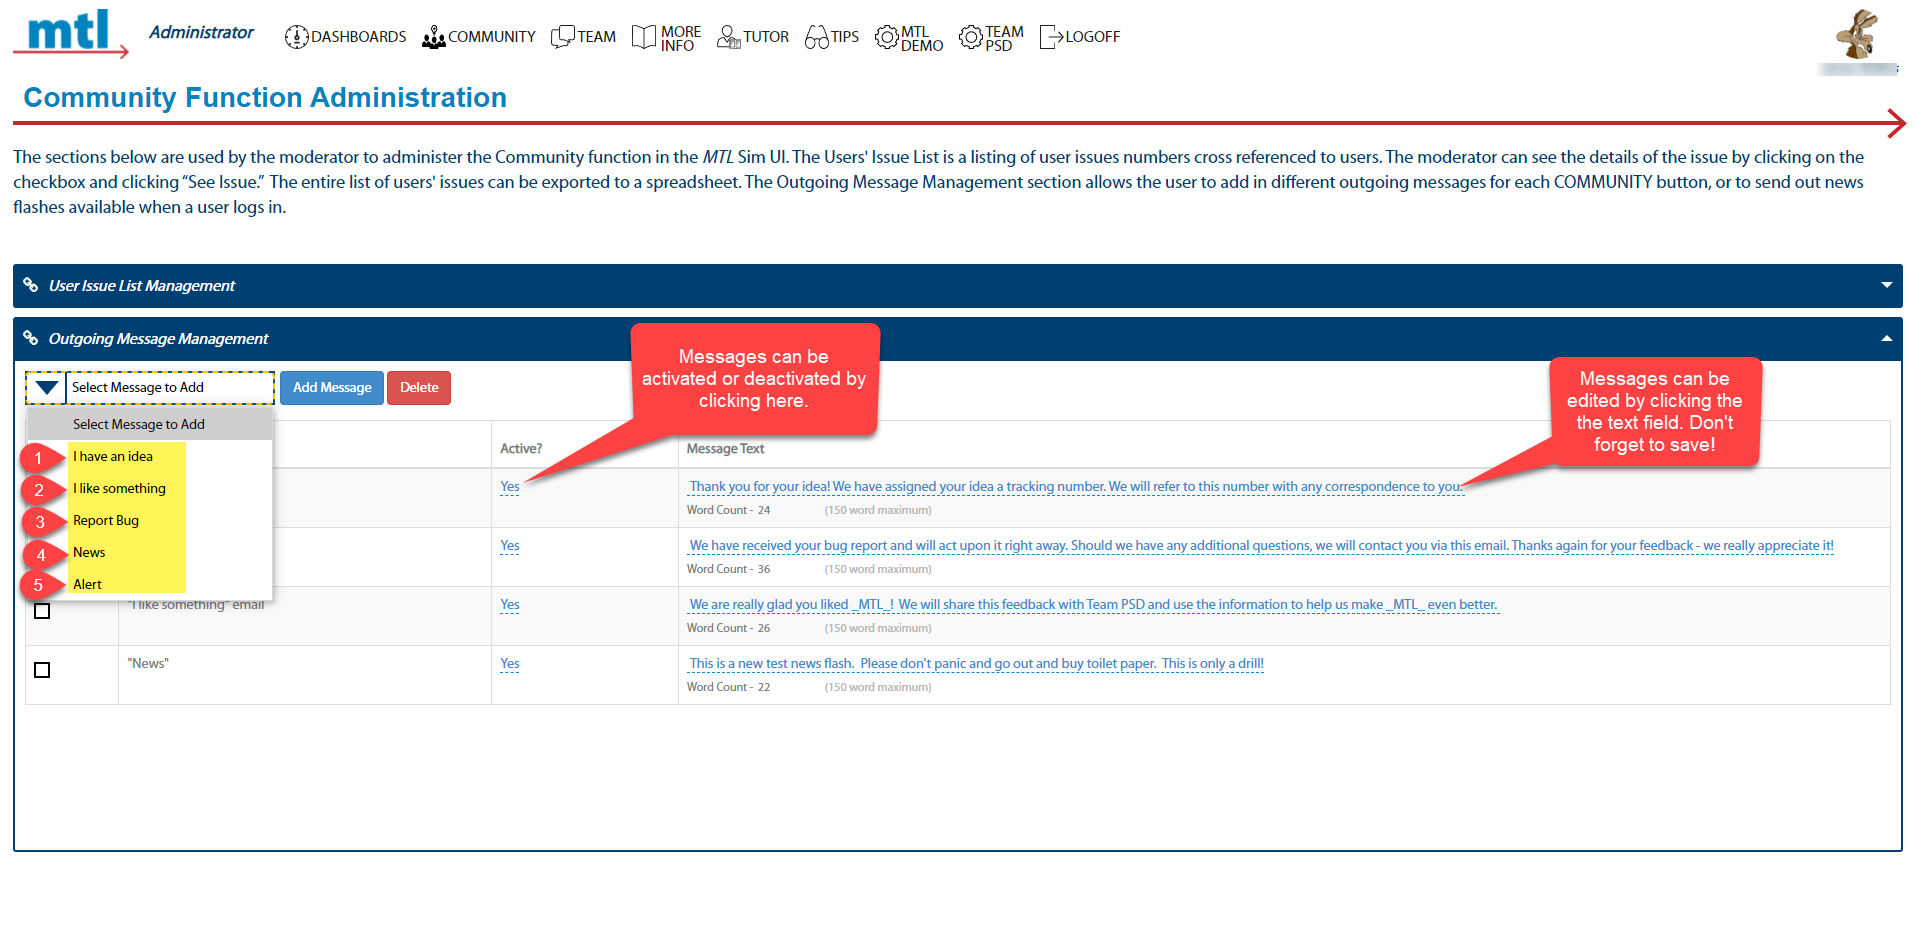 mtl
Administrator
DASHBOARDS
COMMUNITY
TEAM
MORE
INFO
TUTOR
TIPS
MTL
DEMO
TEAM
PSD
LOGOFF
Community Function Administration
The sections below are used by the moderator to administer the Community function in the MTL Sim UI. The Users' Issue List is a listing of user issues numbers cross referenced to users. The moderator can see the details of the issue by clicking on the
checkbox and clicking “See Issue.” The entire list of users' issues can be exported to a spreadsheet. The Outgoing Message Management section allows the user to add in different outgoing messages for each COMMUNITY button, or to send out news
flashes available when a user logs in.
User Issue List Management
Outgoing Message Management
Messages can be
activated or deactivated by
clicking here.
Messages can be
edited by clicking the
the text field. Don't
forget to save!
Select Message to Add
Add Message
Delete
Select Message to Add
1 I have an idea
2 I like something
3 Report Bug
4 News
5 Alert
Active?
Message Text
Yes
Thank you for your idea! We have assigned your idea a tracking number. We will refer to this number with any correspondence to you.
Word Count - 24 (150 word maximum)
Yes
We have received your bug report and will act upon it right away. Should we have any additional questions, we will contact you via this email. Thanks again for your feedback - we really appreciate it!
Word Count - 36 (150 word maximum)
"I like something" email
Yes
We are really glad you liked _MTL_! We will share this feedback with Team PSD and use the information to help us make _MTL_ even better.
Word Count - 26 (150 word maximum)
"News"
Yes
This is a new test news flash. Please don't panic and go out and buy toilet paper. This is only a drill!
Word Count - 22 (150 word maximum)